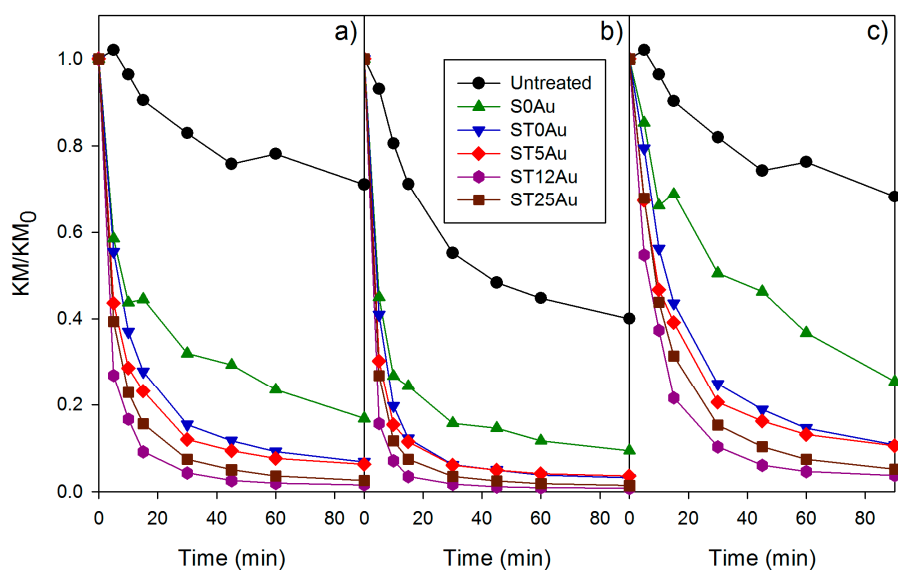 a)
b)
c)
1.0
0.8
0.6
0.4
0.2
0.0
KM/KM0
Untreated
S0Au
ST0Au
ST5Au
ST12Au
ST25Au
0 20 40 60 80 0 20 40 60 80 0 20 40 60 80
Time (min) Time (min) Time (min)